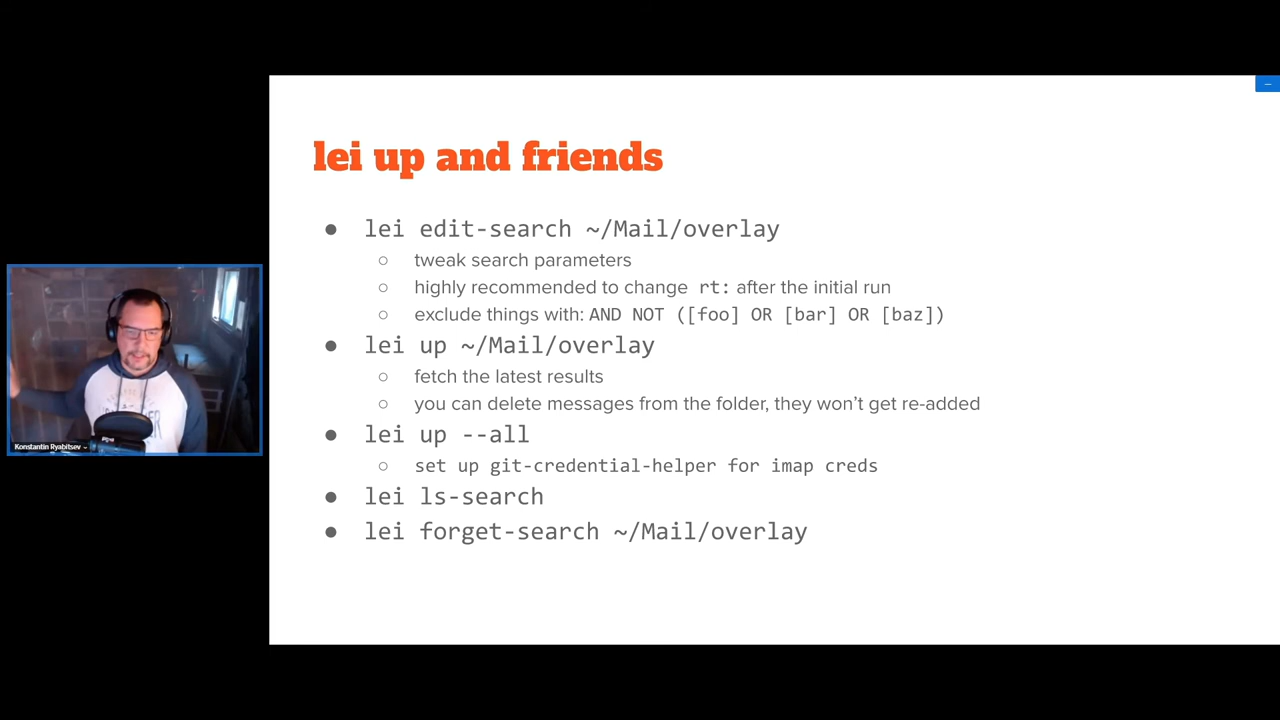 lei up and friends
● lei edit-search ~/Mail/overlay
○ tweak search parameters
○ highly recommended to change rt: after the initial run
○ exclude things with: AND NOT ([foo] OR [bar] OR [baz])
● lei up ~/Mail/overlay
○ fetch the latest results
○ you can delete messages from the folder, they won’t get re-added
● lei up --all
○ set up git-credential-helper for imap creds
● lei ls-search
● lei forget-search ~/Mail/overlay
Konstantin Ryabitsev